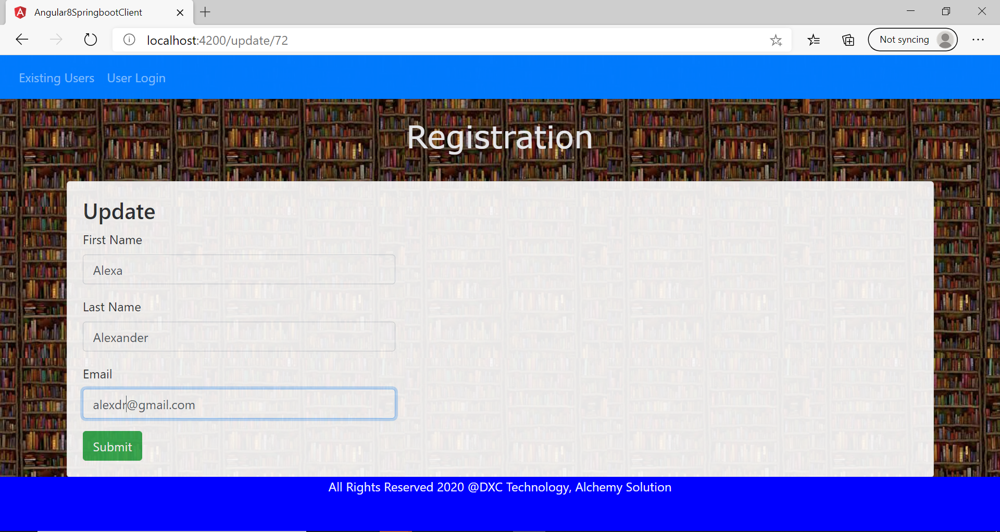 Angular8SpringbootClient
localhost:4200/update/72
Not syncing
Existing Users User Login
Registration
Update
First Name
Alexa
Last Name
Alexander
Email
alexdr@gmail.com
Submit
All Rights Reserved 2020 @DXC Technology, Alchemy Solution